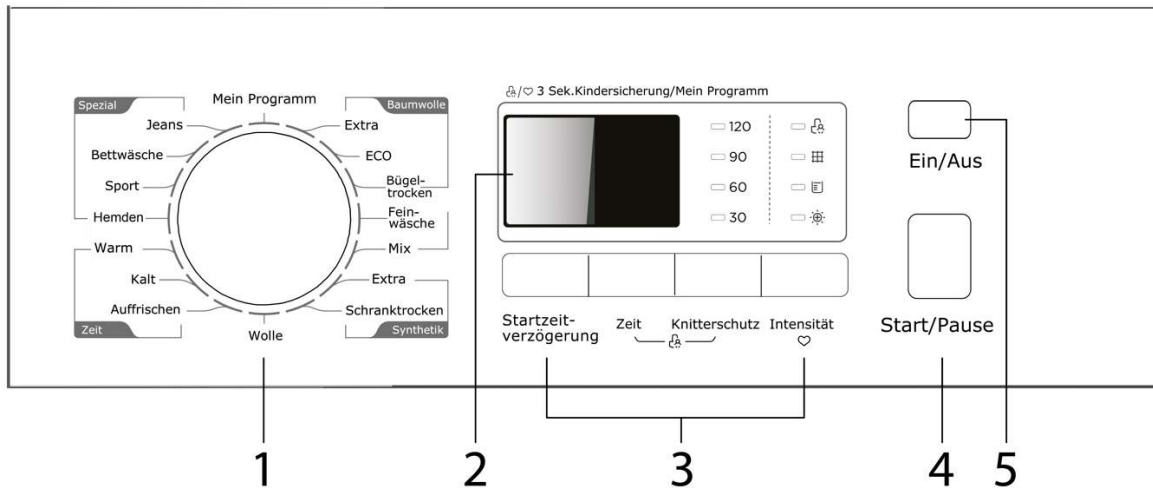 Spezial
Mein Programm
Baumwolle
Jeans
Extra
Bettwäsche
ECO
Sport
Bügel-
trocken
Hemden
Fein-
wäsche
Warm
Mix
Kalt
Extra
Auffrischen
Schranktrocken
Zeit
Wolle
Synthetik
3 Sek.Kindersicherung/Mein Programm
120
90
60
30
Startzeit-
verzögerung
Zeit
Knitterschutz
Intensität
Ein/Aus
Start/Pause
1
2
3
4
5